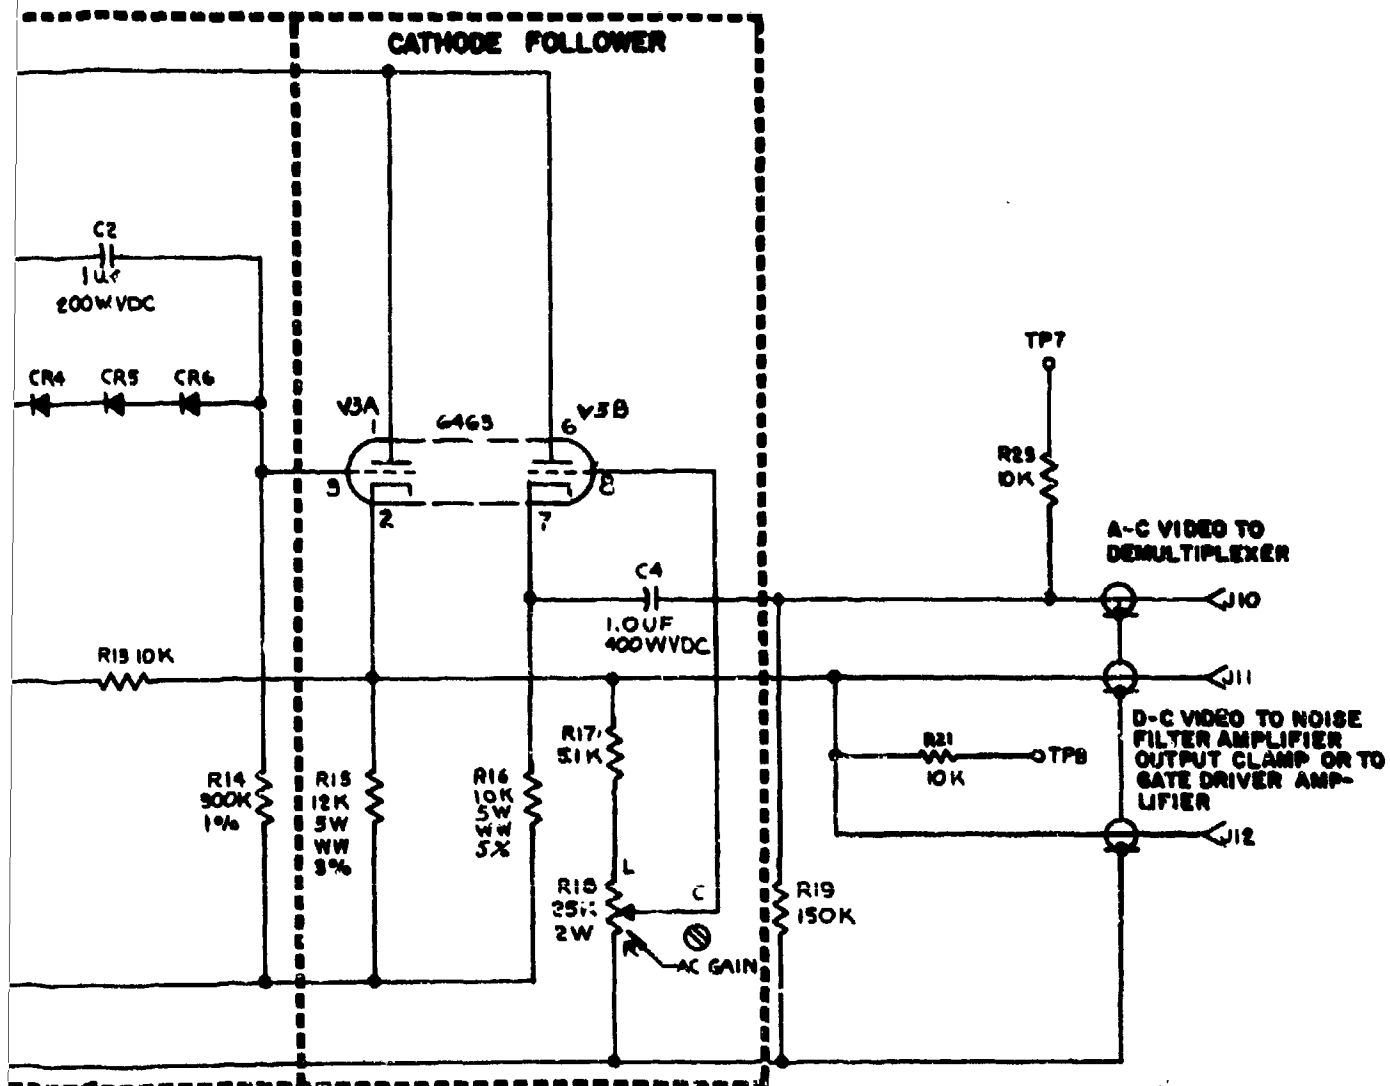 CATHODE FOLLOWER
C2
1UF
200WVDC
CR4
CR5
CR6
V3A
1
6463
6
V3B
9
2
7
8
TP7
R23
10K
A-C VIDEO TO
DEMULTIPLEXER
J10
C4
1.0UF
400WVDC
R13 10K
J11
R17
5.1K
D-C VIDEO TO NOISE
FILTER AMPLIFIER
OUTPUT CLAMP OR TO
GATE DRIVER AMP-
LIFIER
R21
10K
TP8
J12
R14
1%
R15
12K
5W
WW
R16
10K
5W
WW
5%
L
R18
25K
2W
C
R
AC GAIN
R19
150K